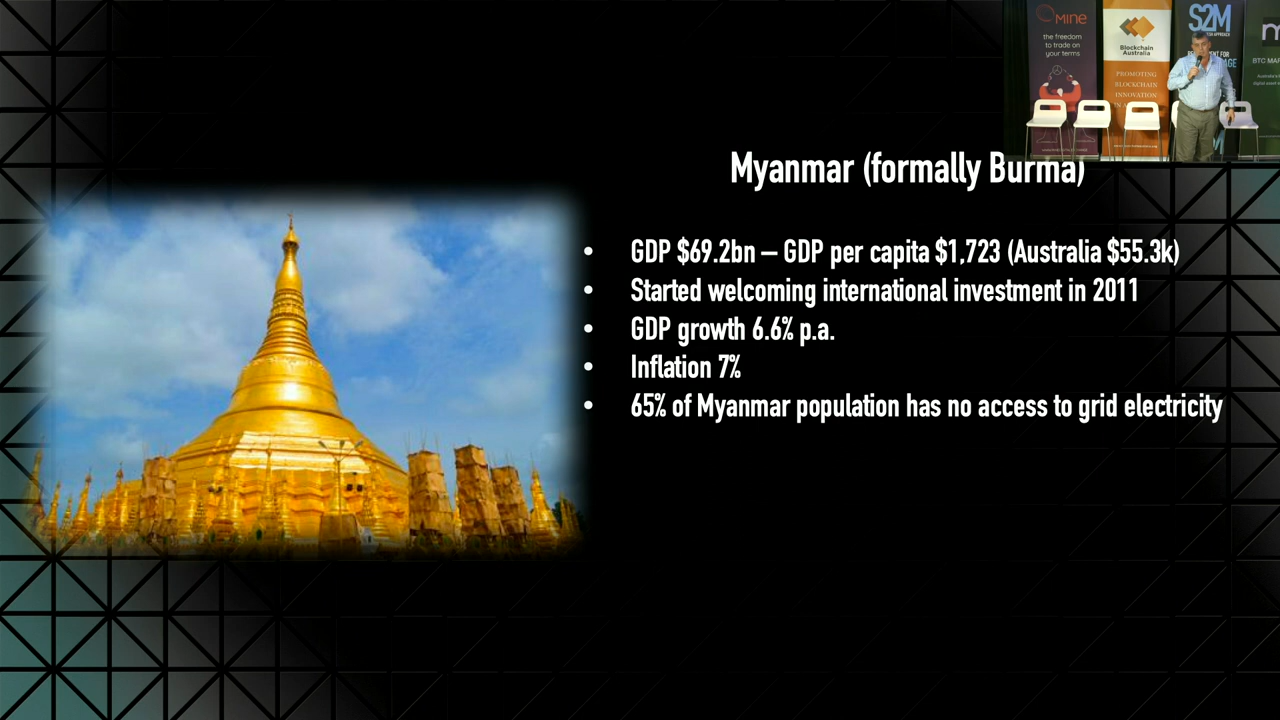 MINE
the freedom
to trade on
your terms
Blockchain
Australia
PROMOTING
BLOCKCHAIN
INNOVATION
S2M
BTC MAR
Myanmar (formally Burma)
• GDP $69.2bn – GDP per capita $1,723 (Australia $55.3k)
• Started welcoming international investment in 2011
• GDP growth 6.6% p.a.
• Inflation 7%
• 65% of Myanmar population has no access to grid electricity